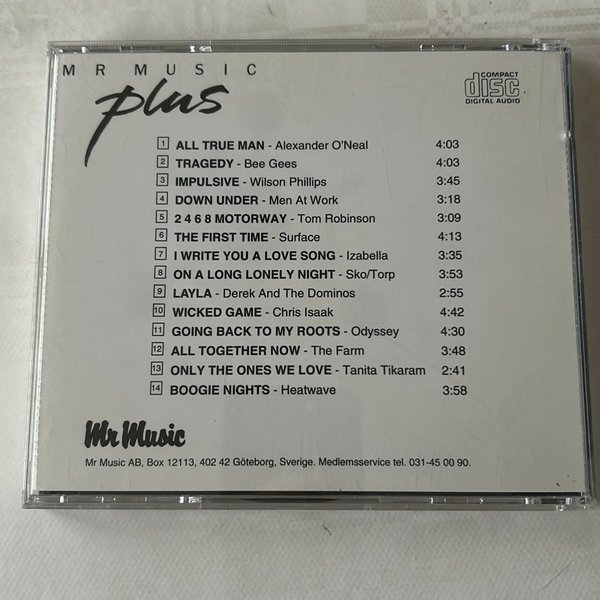 MR MUSIC
plus
COMPACT
disc
DIGITAL AUDIO
1 ALL TRUE MAN - Alexander O'Neal 4:03
2 TRAGEDY - Bee Gees 4:03
3 IMPULSIVE - Wilson Phillips 3:45
4 DOWN UNDER - Men At Work 3:18
5 2 4 6 8 MOTORWAY - Tom Robinson 3:09
6 THE FIRST TIME - Surface 4:13
7 I WRITE YOU A LOVE SONG - Izabella 3:35
8 ON A LONG LONELY NIGHT - Sko/Torp 3:53
9 LAYLA - Derek And The Dominos 2:55
10 WICKED GAME - Chris Isaak 4:42
11 GOING BACK TO MY ROOTS - Odyssey 4:30
12 ALL TOGETHER NOW - The Farm 3:48
13 ONLY THE ONES WE LOVE - Tanita Tikaram 2:41
14 BOOGIE NIGHTS - Heatwave 3:58
Mr Music
Mr Music AB, Box 12113, 402 42 Göteborg, Sverige. Medlemsservice tel. 031-45 00 90.